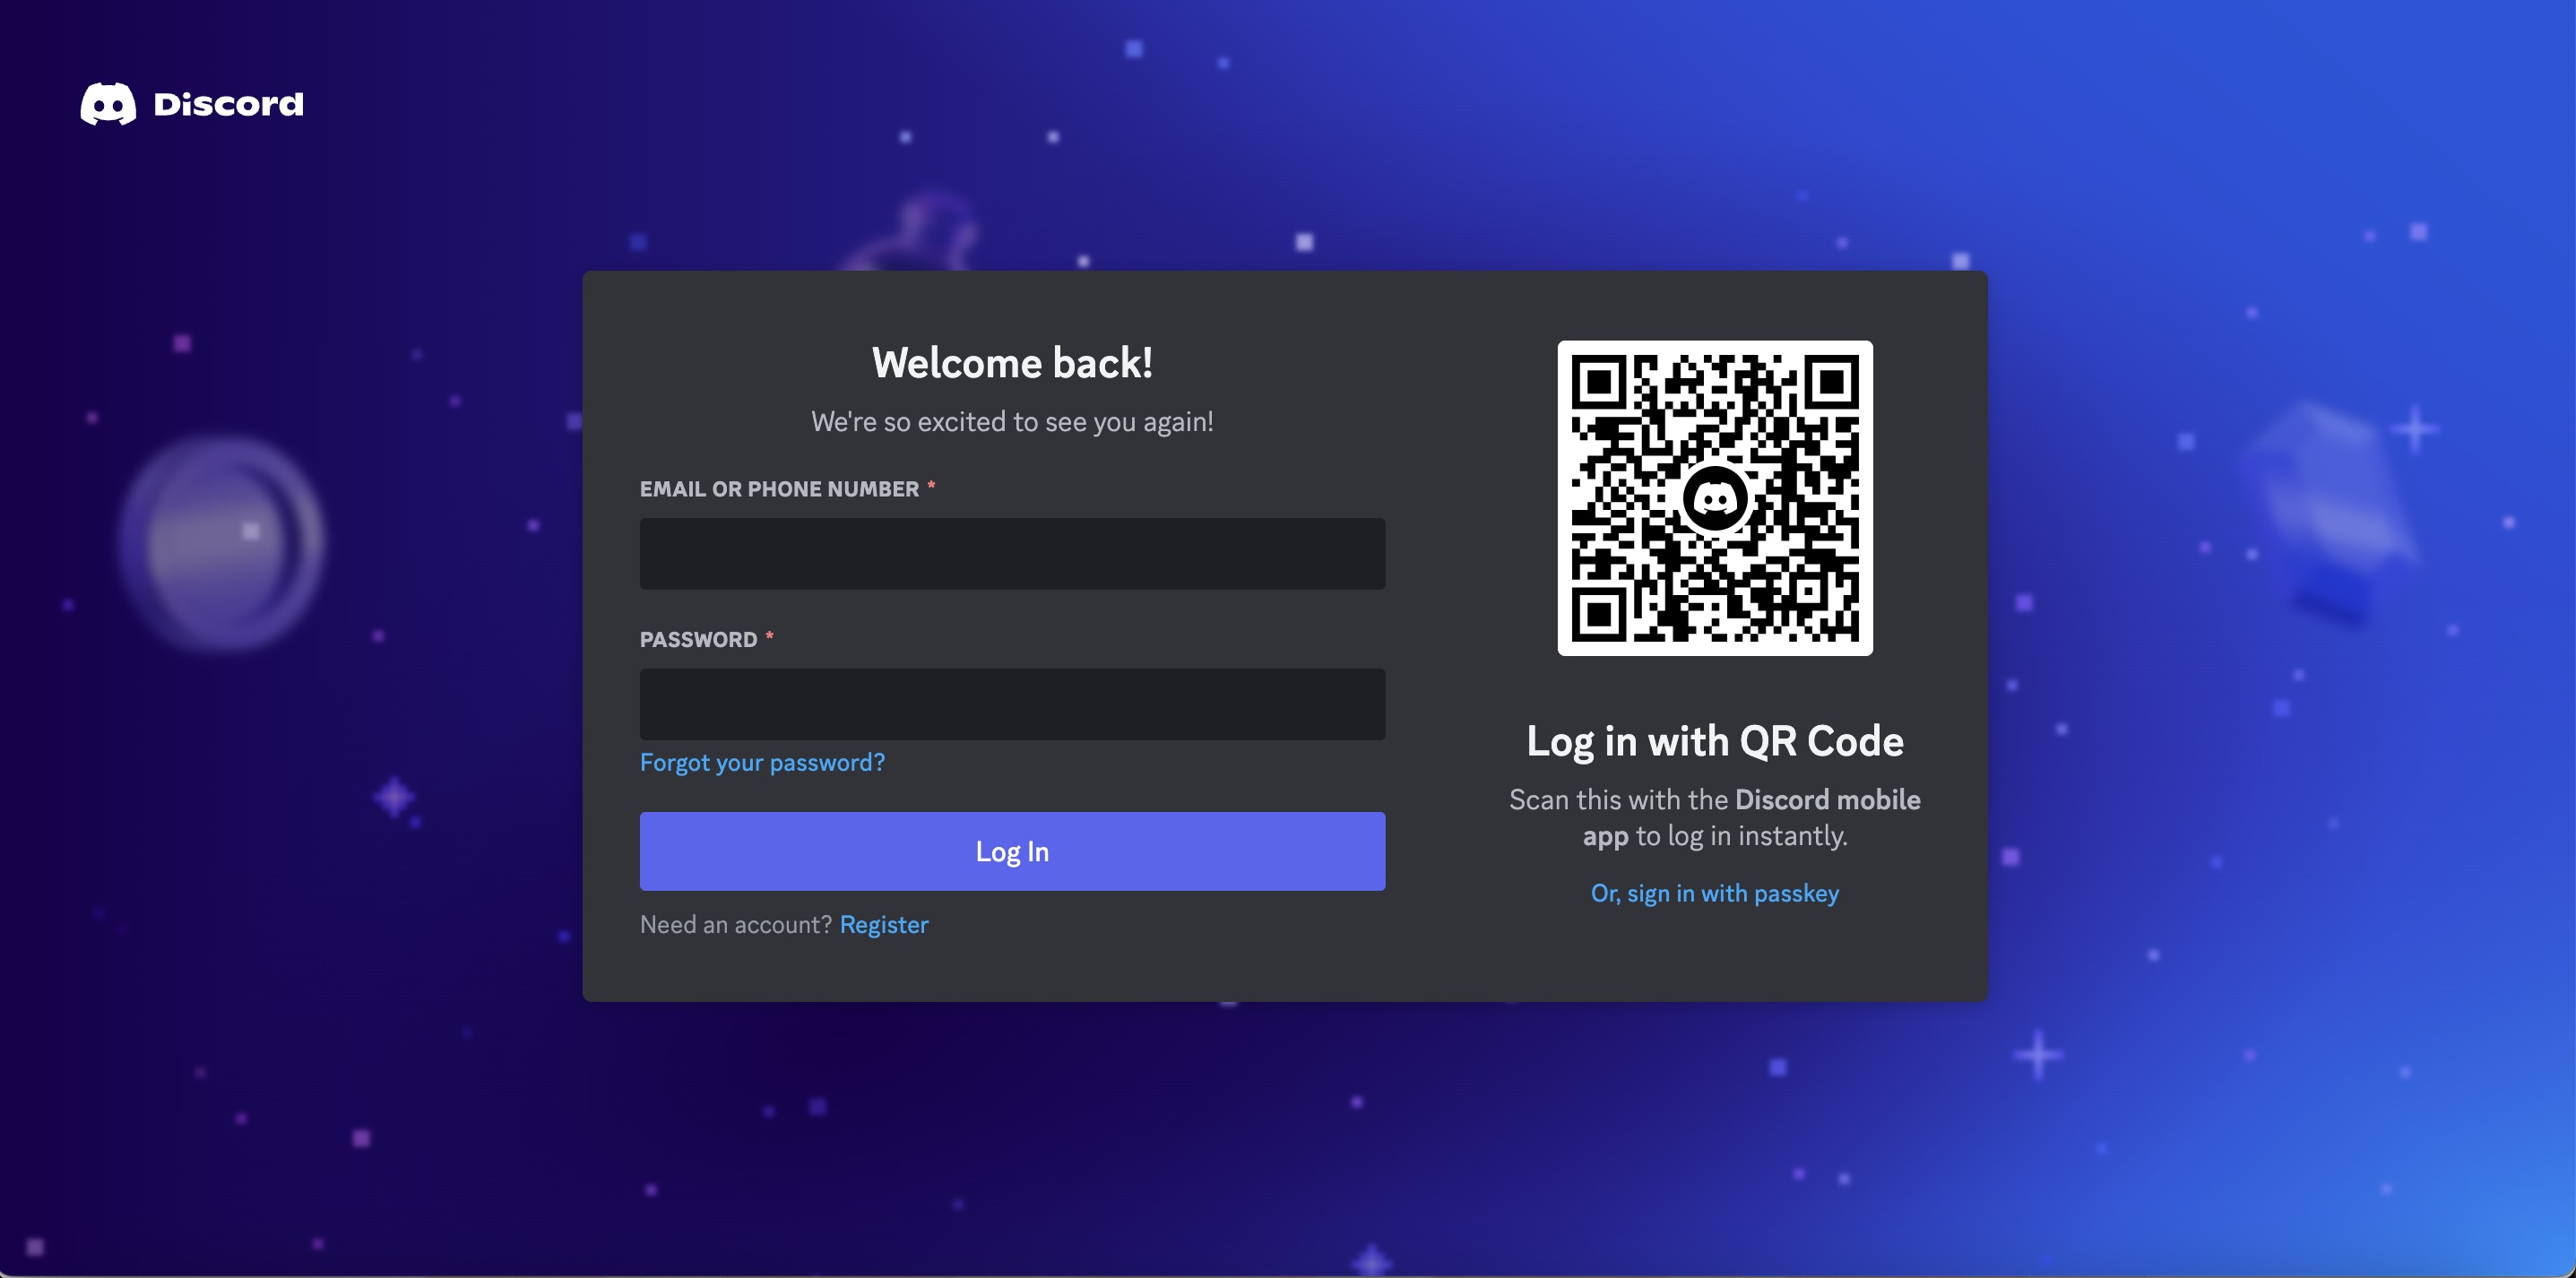 Discord
Welcome back!
We're so excited to see you again!
EMAIL OR PHONE NUMBER *
PASSWORD *
Forgot your password?
Log In
Need an account? Register
Log in with QR Code
Scan this with the Discord mobile
app to log in instantly.
Or, sign in with passkey